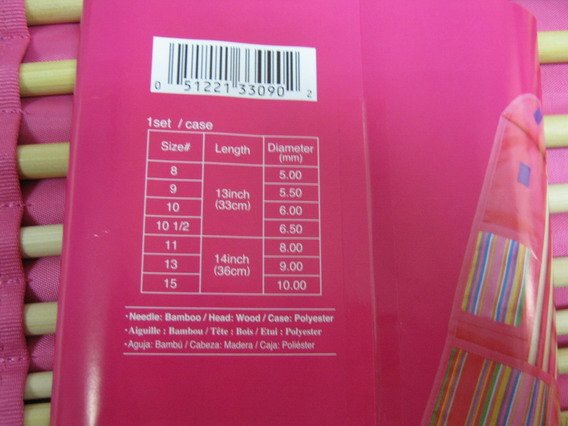 0 51221 33090 2
1set / case
Size# Length Diameter (mm)
8 5.00
9 13inch (33cm) 5.50
10 6.00
10 1/2 6.50
11 8.00
13 14inch (36cm) 9.00
15 10.00
·Needle: Bamboo / Head: Wood / Case: Polyester
·Aiguille : Bambou / Tête : Bois / Etui : Polyester
·Aguja: Bambú / Cabeza: Madera / Caja: Poliéster